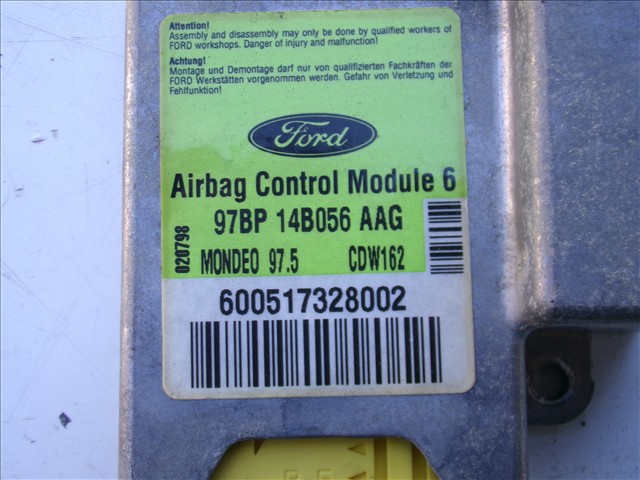 Attention!
Assembly and disassembly may only be done by qualified workers of
FORD workshops. Danger of injury and malfunction!
Achtung!
Montage und Demontage darf nur von qualifizierten Fachkräften der
FORD Werkstätten vorgenommen werden. Gefahr von Verletzung und
Fehlfunktion!
Ford
Airbag Control Module 6
97BP 14B056 AAG
020798
MONDEO 97.5 CDW162
600517328002